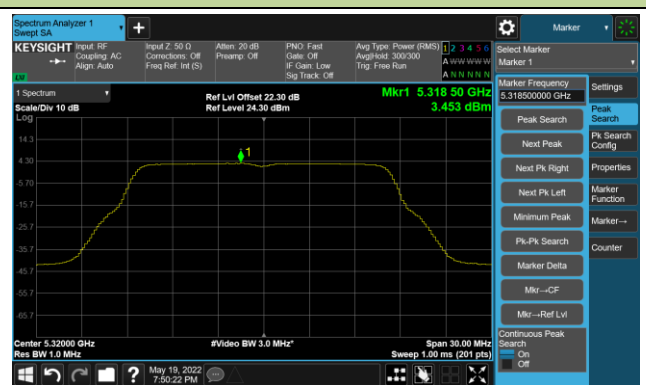 Spectrum Analyzer 1
Swept SA
Marker
KEYSIGHT
Input: RF
Coupling: AC
Align: Auto
Input Z: 50 Ω
Corrections: Off
Freq Ref: Int (S)
Atten: 20 dB
Preamp: Off
PNO: Fast
Gate: Off
IF Gain: Low
Sig Track: Off
Avg Type: Power (RMS)
Avg|Hold: 300/300
Trig: Free Run
1 2 3 4 5 6
A W W W W W
A N N N N N
LXI
Select Marker
Marker 1
1 Spectrum
Scale/Div 10 dB
Log
Ref Lvl Offset 22.30 dB
Ref Level 24.30 dBm
Mkr1 5.318 50 GHz
3.453 dBm
14.3
4.30
-5.70
-15.7
-25.7
-35.7
-45.7
-55.7
-65.7
1
Center 5.32000 GHz
Res BW 1.0 MHz
#Video BW 3.0 MHz*
Span 30.00 MHz
Sweep 1.00 ms (201 pts)
Marker Frequency
5.318500000 GHz
Peak Search
Next Peak
Next Pk Right
Next Pk Left
Minimum Peak
Pk-Pk Search
Marker Delta
Mkr→CF
Mkr→Ref Lvl
Continuous Peak
Search
On
Off
Settings
Peak
Search
Pk Search
Config
Properties
Marker
Function
Marker→
Counter
May 19, 2022
7:50:22 PM